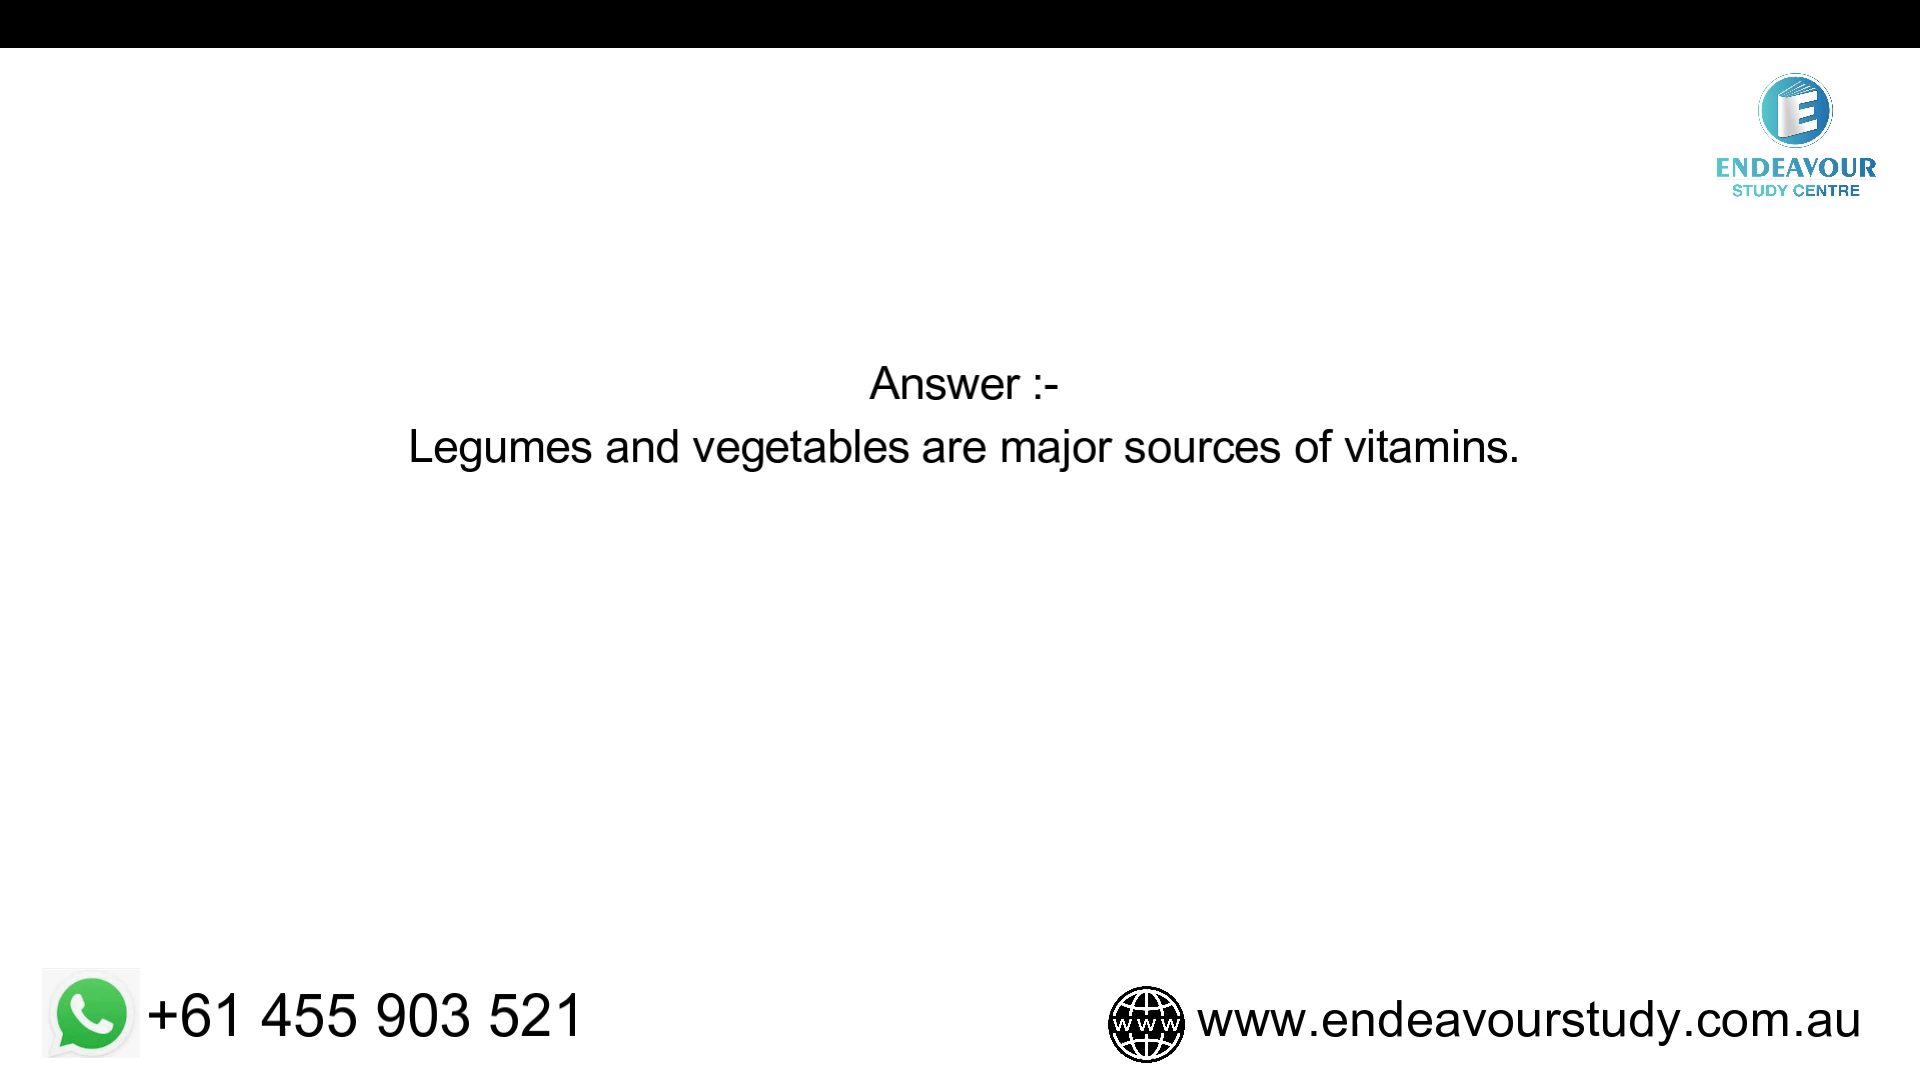 ENDEAVOUR
STUDY CENTRE
Answer :-
Legumes and vegetables are major sources of vitamins.
+61 455 903 521
www
www.endeavourstudy.com.au